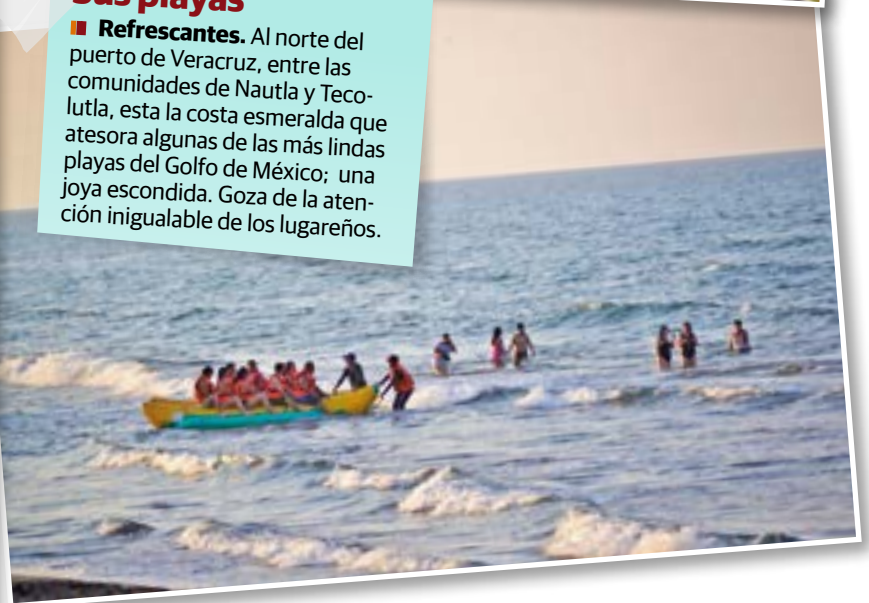 Sus playas
Refrescantes. Al norte del
puerto de Veracruz, entre las
comunidades de Nautla y Teco-
lutla, esta la costa esmeralda que
atesora algunas de las más lindas
playas del Golfo de México; una
joya escondida. Goza de la aten-
ción inigualable de los lugareños.